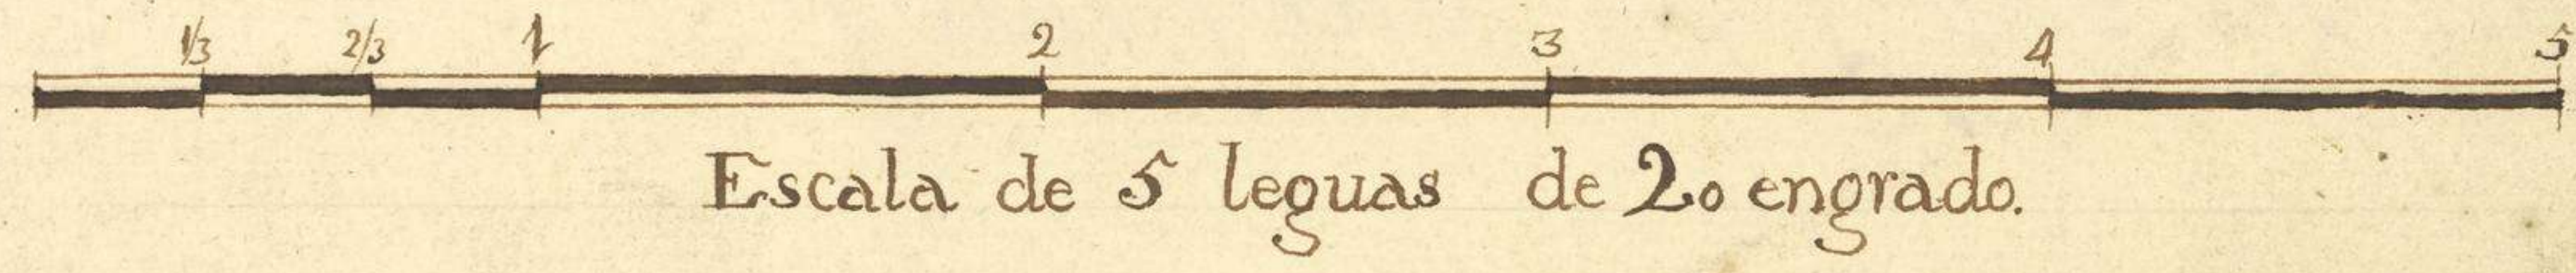 1/3 2/3 1 2 3 4 5
Escala de 5 leguas de 20 engrado.